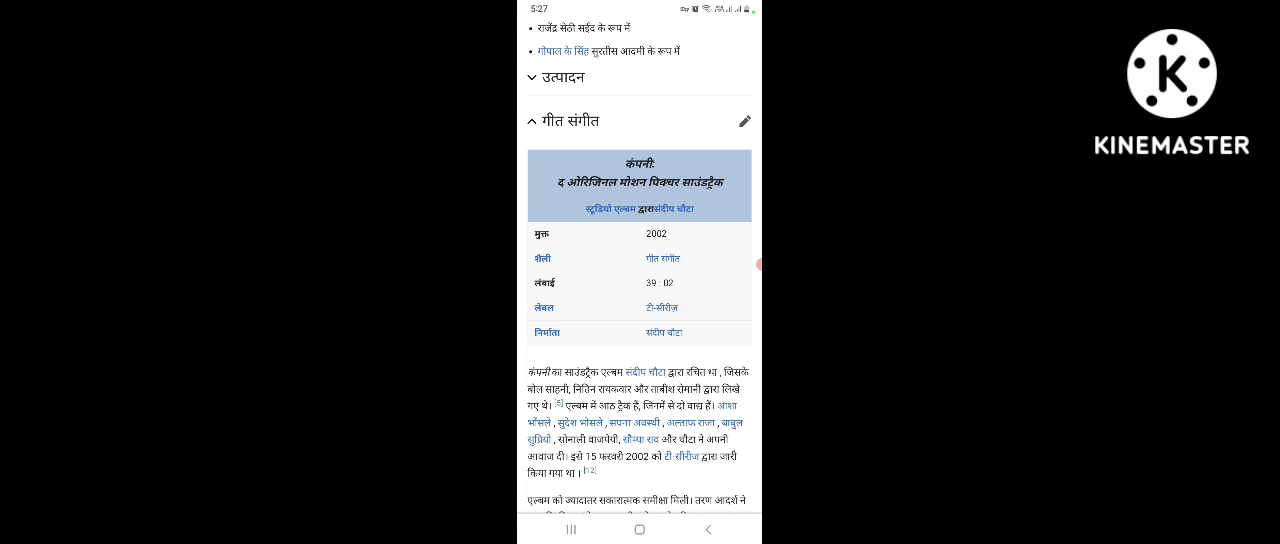 5:27
• राजेंद्र सेठी सईद के रूप में
• गोपाल के सिंह सुरतीस आदमी के रूप में
उत्पादन
गीत संगीत
कंपनी:
द ओरिजिनल मोशन पिक्चर साउंडट्रैक
स्टूडियो एल्बम द्वारासंदीप चौटा
मुक्त 2002
शैली गीत संगीत
लंबाई 39 : 02
लेबल टी-सीरीज़
निर्माता संदीप चौटा
कंपनी का साउंडट्रैक एल्बम संदीप चौटा द्वारा रचित था , जिसके
बोल साहनी, नितिन रायकवार और ताबीश रोमानी द्वारा लिखे
गए थे। [5] एल्बम में आठ ट्रैक हैं, जिनमें से दो वाद्य हैं। आशा
भोंसले , सुदेश भोसले , सपना अवस्थी , अल्ताफ राजा , बाबुल
सुप्रियो , सोनाली वाजपेयी, सौम्या राव और चौटा ने अपनी
आवाज दी। इसे 15 फरवरी 2002 को टी-सीरीज द्वारा जारी
किया गया था । [12]
एल्बम को ज्यादातर सकारात्मक समीक्षा मिली। तरण आदर्श ने
K
KINEMASTER